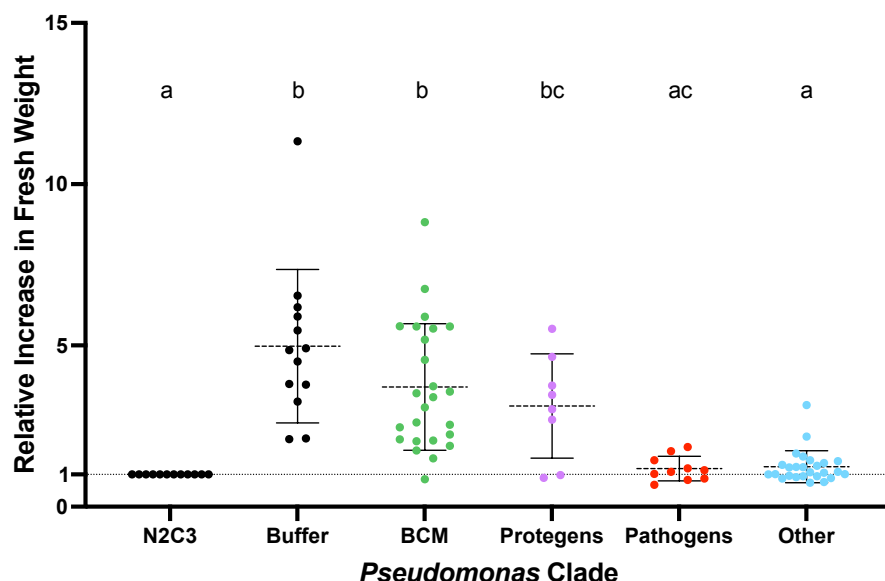 15
a b b bc ac a
10
5
1
0
Relative Increase in Fresh Weight
N2C3 Buffer BCM Protegens Pathogens Other
Pseudomonas Clade